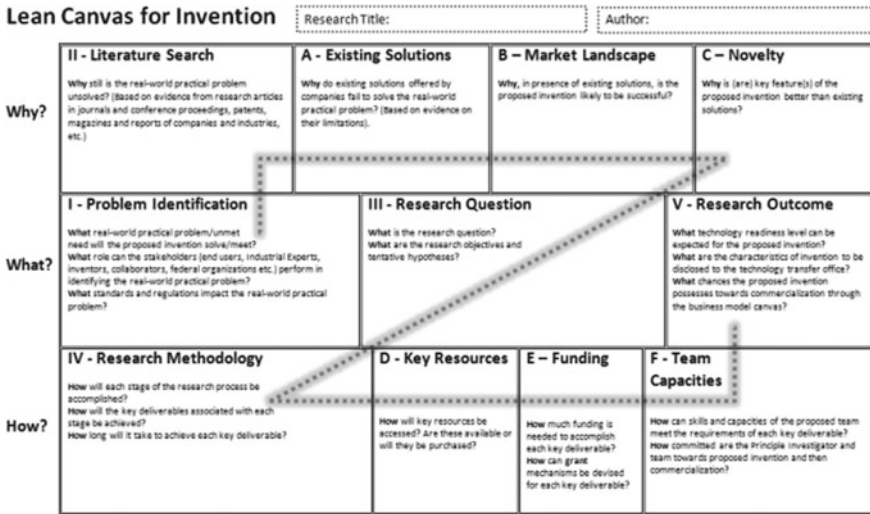 Lean Canvas for Invention
Research Title:
Author:
Why?
II - Literature Search
Why still is the real-world practical problem
unsolved? (Based on evidence from research articles
in journals and conference proceedings, patents,
magazines and reports of companies and industries,
etc.)
A - Existing Solutions
Why do existing solutions offered by
companies fail to solve the real-world
practical problem? (Based on evidence on
their limitations).
B – Market Landscape
Why, in presence of existing solutions, is the
proposed invention likely to be successful?
C – Novelty
Why is (are) key feature(s) of the
proposed invention better than existing
solutions?
What?
I - Problem Identification
What real-world practical problem/unmet
need will the proposed invention solve/meet?
What role can the stakeholders (end users, Industrial Experts,
inventors, collaborators, federal organizations etc.) perform in
identifying the real-world practical problem?
What standards and regulations impact the real-world practical
problem?
III - Research Question
What is the research question?
What are the research objectives and
tentative hypotheses?
V - Research Outcome
What technology readiness level can be
expected for the proposed invention?
What are the characteristics of invention to be
disclosed to the technology transfer office?
What chances the proposed invention
possesses towards commercialization through
the business model canvas?
How?
IV - Research Methodology
How will each stage of the research process be
accomplished?
How will the key deliverables associated with each
stage be achieved?
How long will it take to achieve each key deliverable?
D - Key Resources
How will key resources be
accessed? Are these available or
will they be purchased?
E – Funding
How much funding is
needed to accomplish
each key deliverable?
How can grant
mechanisms be devised
for each key deliverable?
F - Team
Capacities
How can skills and capacities of the proposed team
meet the requirements of each key deliverable?
How committed are the Principle Investigator and
team towards proposed invention and then
commercialization?